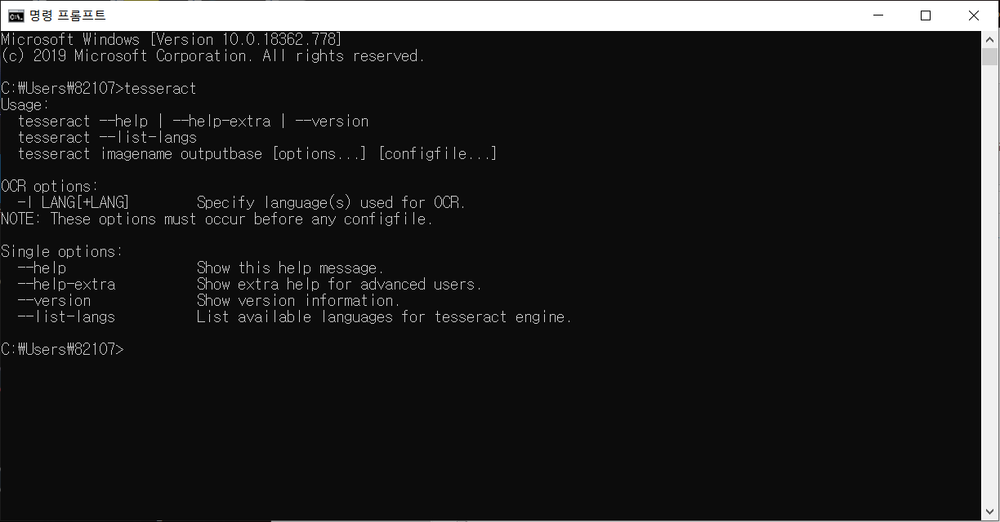 명령 프롬프트
Microsoft Windows [Version 10.0.18362.778]
(c) 2019 Microsoft Corporation. All rights reserved.

C:₩Users₩82107>tesseract
Usage:
  tesseract --help | --help-extra | --version
  tesseract --list-langs
  tesseract imagename outputbase [options...] [configfile...]

OCR options:
  -l LANG[+LANG]        Specify language(s) used for OCR.
NOTE: These options must occur before any configfile.

Single options:
  --help                Show this help message.
  --help-extra          Show extra help for advanced users.
  --version             Show version information.
  --list-langs          List available languages for tesseract engine.

C:₩Users₩82107>